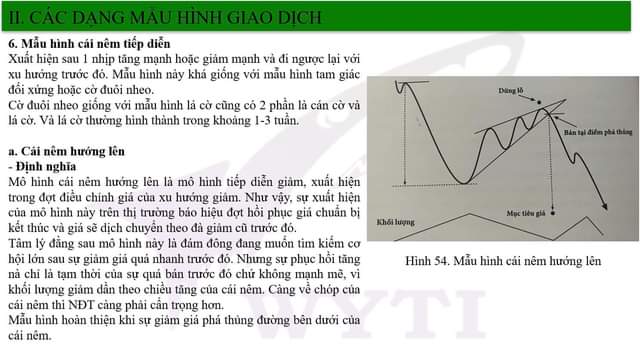 II. CÁC DẠNG MẪU HÌNH GIAO DỊCH
6. Mẫu hình cái nêm tiếp diễn
Xuất hiện sau 1 nhịp tăng mạnh hoặc giảm mạnh và đi ngược lại với
xu hướng trước đó. Mẫu hình này khá giống với mẫu hình tam giác
đối xứng hoặc cờ đuôi nheo.
Cờ đuôi nheo giống với mẫu hình lá cờ cũng có 2 phần là cán cờ và
lá cờ. Và lá cờ thường hình thành trong khoảng 1-3 tuần.
a. Cái nêm hướng lên
- Định nghĩa
Mô hình cái nêm hướng lên là mô hình tiếp diễn giảm, xuất hiện
trong đợt điều chỉnh giá của xu hướng giảm. Như vậy, sự xuất hiện
của mô hình này trên thị trường báo hiệu đợt hồi phục giá chuẩn bị
kết thúc và giá sẽ dịch chuyển theo đà giảm cũ trước đó.
Tâm lý đằng sau mô hình này là đám đông đang muốn tìm kiếm cơ
hội lớn sau sự giảm giá quá nhanh trước đó. Nhưng sự phục hồi tăng
nà chỉ là tạm thời của sự quá bán trước đó chứ không mạnh mẽ, vì
khối lượng giảm dần theo chiều tăng của cái nêm. Càng về chóp của
cái nêm thì NĐT càng phải cẩn trọng hơn.
Mẫu hình hoàn thiện khi sự giảm giá phá thủng đường bên dưới của
cái nêm.
Dừng lỗ
Bán tại điểm phá thủng
Mục tiêu giá
Khối lượng
Hình 54. Mẫu hình cái nêm hướng lên
WYTI